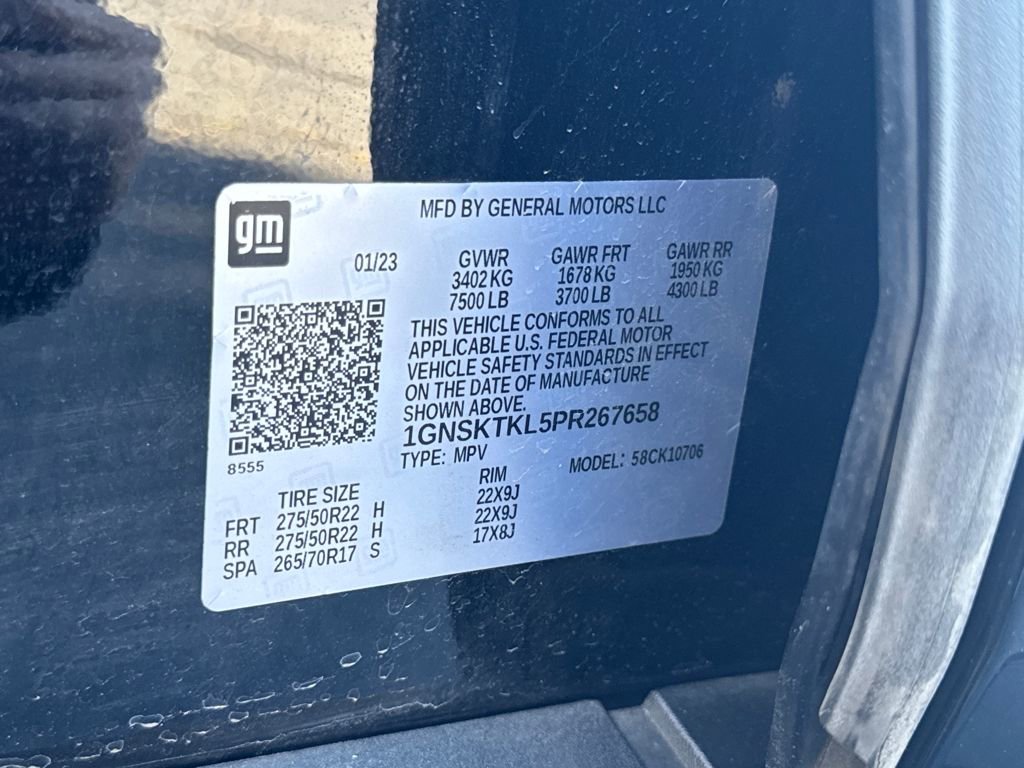 gm
MFD BY GENERAL MOTORS LLC
01/23
GVWR GAWR FRT GAWR RR
3402 KG 1678 KG 1950 KG
7500 LB 3700 LB 4300 LB
THIS VEHICLE CONFORMS TO ALL
APPLICABLE U.S. FEDERAL MOTOR
VEHICLE SAFETY STANDARDS IN EFFECT
ON THE DATE OF MANUFACTURE
SHOWN ABOVE.
1GNSKTKL5PR267658
8555
TYPE: MPV MODEL: 58CK10706
TIRE SIZE RIM
FRT 275/50R22 H 22X9J
RR 275/50R22 H 22X9J
SPA 265/70R17 S 17X8J